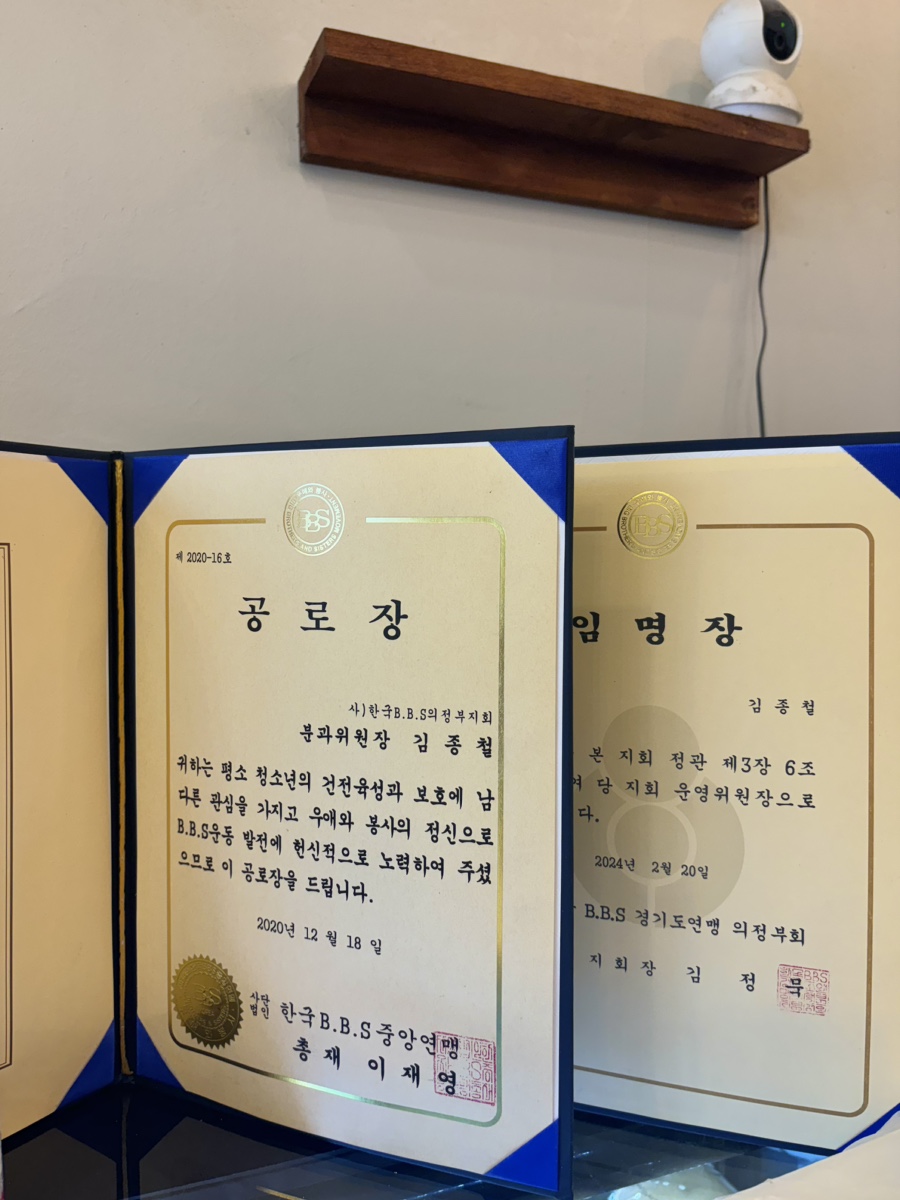 BBS
제 2020-16호
공 로 장
사)한국B.B.S의정부지회
분과위원장 김 종 철
귀하는 평소 청소년의 건전육성과 보호에 남
다른 관심을 가지고 우애와 봉사의 정신으로
B.B.S운동 발전에 헌신적으로 노력하여 주셨
으므로 이 공로장을 드립니다.
2020년 12 월 18 일
사단
법인 한국B.B.S중앙연맹
총 재 이 재 영
BBS
임 명 장
김 종 철
본 지회 정관 제3장 6조
여 당 지회 운영위원장으로
다.
2024년 2월 20일
B.B.S 경기도연맹 의정부회
지 회 장 김 정 묵